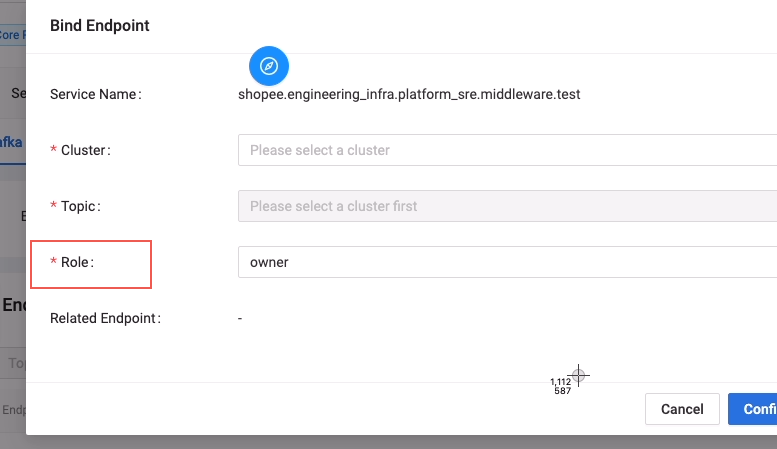 Bind Endpoint
Core
Service Name: shopee.engineering_infra.platform_sre.middleware.test
Se
afka
* Cluster: Please select a cluster
* Topic: Please select a cluster first
E
* Role: owner
End
Related Endpoint: -
To
1,112
587
Endp
Cancel Confi